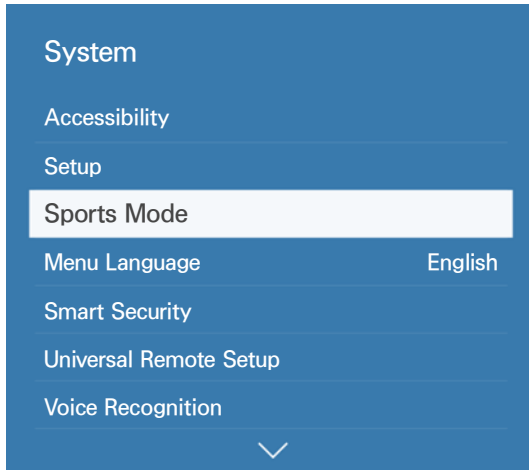 System
Accessibility
Setup
Sports Mode
Menu Language English
Smart Security
Universal Remote Setup
Voice Recognition